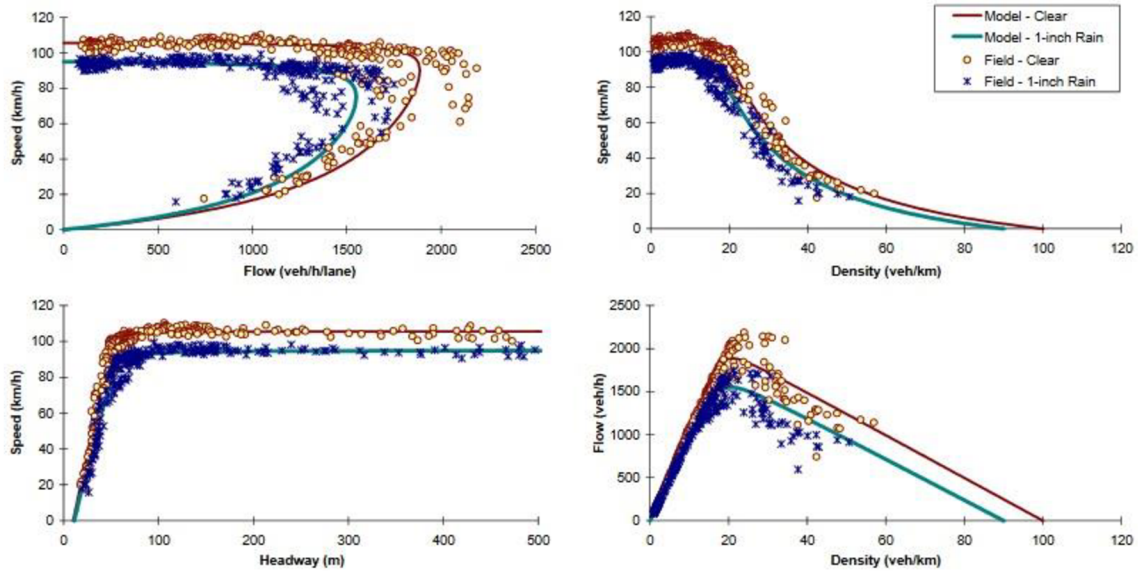 120
100
80
60
40
20
0
Speed (km/h)
0 500 1000 1500 2000 2500
Flow (veh/h/lane)
120
100
80
60
40
20
0
Speed (km/h)
0 20 40 60 80 100 120
Density (veh/km)
Model - Clear
Model - 1-inch Rain
Field - Clear
Field - 1-inch Rain
120
100
80
60
40
20
0
Speed (km/h)
0 100 200 300 400 500
Headway (m)
2500
2000
1500
1000
500
0
Flow (veh/h)
0 20 40 60 80 100 120
Density (veh/km)